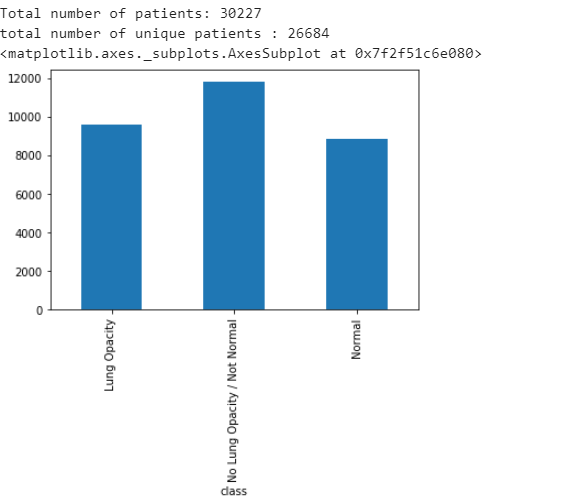 Total number of patients: 30227
total number of unique patients : 26684
<matplotlib.axes._subplots.AxesSubplot at 0x7f2f51c6e080>
12000
10000
8000
6000
4000
2000
0
Lung Opacity
No Lung Opacity / Not Normal
Normal
class